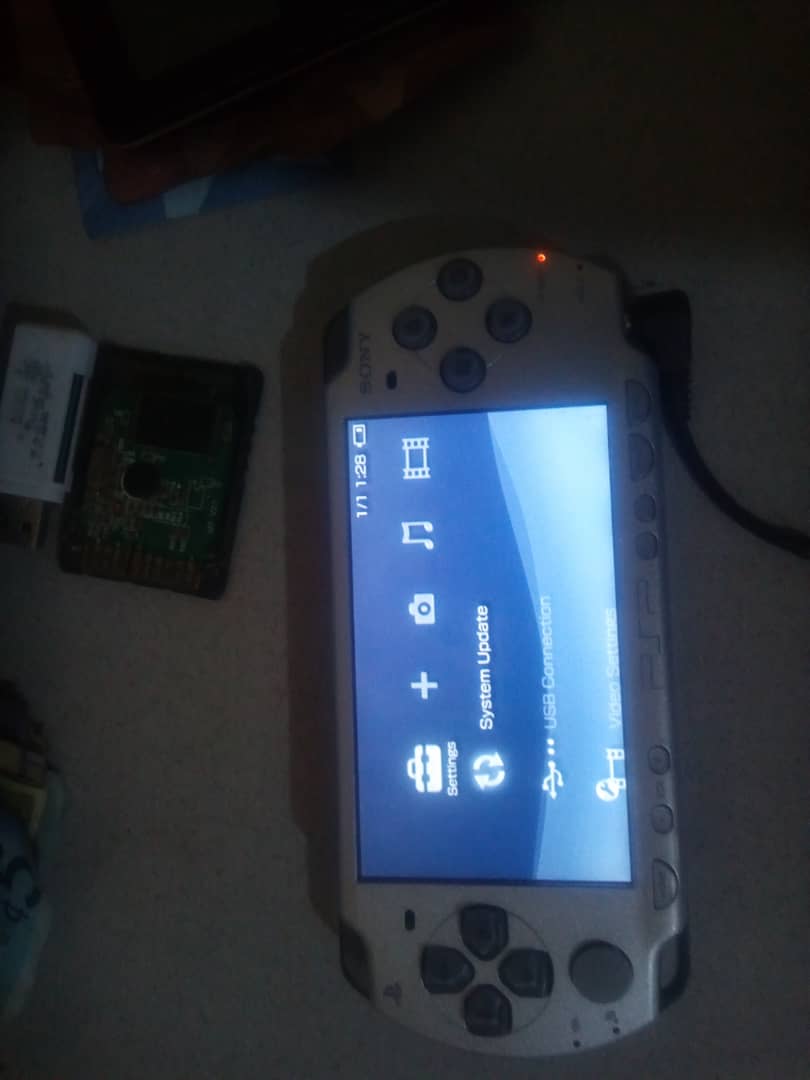 SONY
1/1 1:28
Settings
System Update
USB Connection
Video Settings
PSP